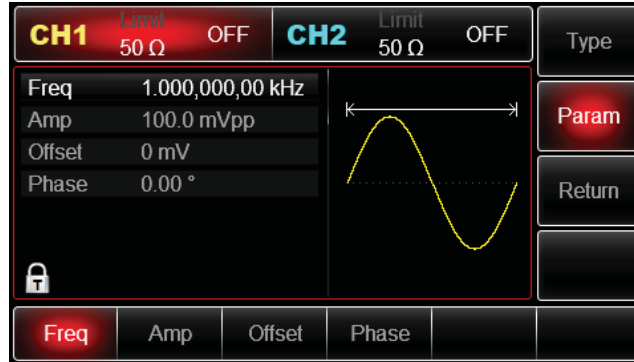 CH1 Limit 50 Ω OFF
CH2 Limit 50 Ω OFF
Type
Freq 1.000,000,00 kHz
Amp 100.0 mVpp
Offset 0 mV
Phase 0.00 °
Param
Return
T
Freq Amp Offset Phase